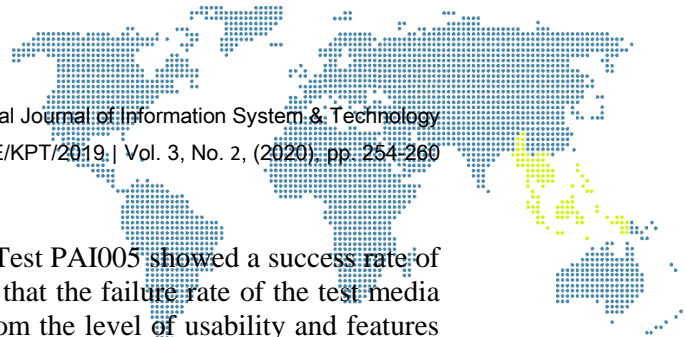 al Journal of Information System & Technology
E/KPT/2019 | Vol. 3, No. 2, (2020), pp. 254-260
Test PAI005 showed a success rate of
that the failure rate of the test media
om the level of usability and features